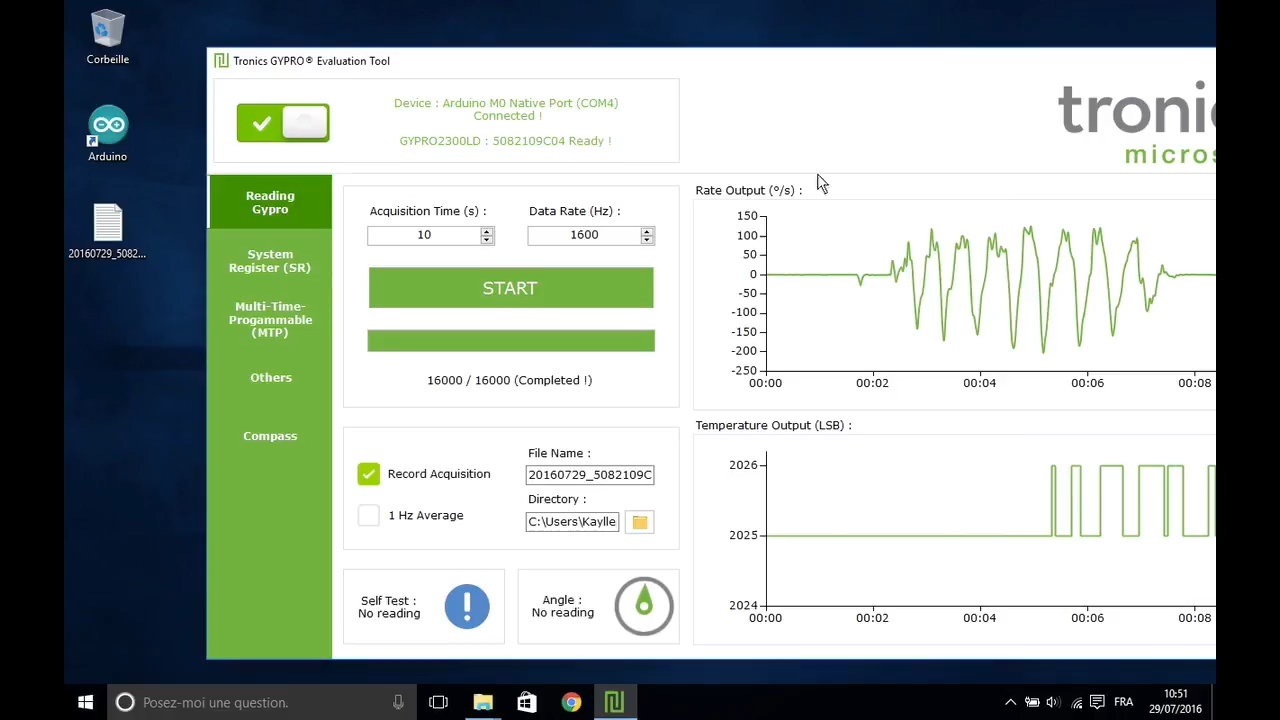 Corbeille
Arduino
20160729_5082...
Tronics GYPRO® Evaluation Tool
Device : Arduino M0 Native Port (COM4)
Connected !
GYPRO2300LD : 5082109C04 Ready !
tronic
micros
Reading
Gypro
System
Register (SR)
Multi-Time-
Progammable
(MTP)
Others
Compass
Acquisition Time (s) :
Data Rate (Hz) :
10
1600
START
16000 / 16000 (Completed !)
Record Acquisition
1 Hz Average
File Name :
20160729_5082109C
Directory :
C:\Users\Kaylle
Self Test :
No reading
Angle :
No reading
Rate Output (º/s) :
150
100
50
0
-50
-100
-150
-200
-250
00:00
00:02
00:04
00:06
00:08
Temperature Output (LSB) :
2026
2025
2024
00:00
00:02
00:04
00:06
00:08
Posez-moi une question.
FRA
10:51
29/07/2016